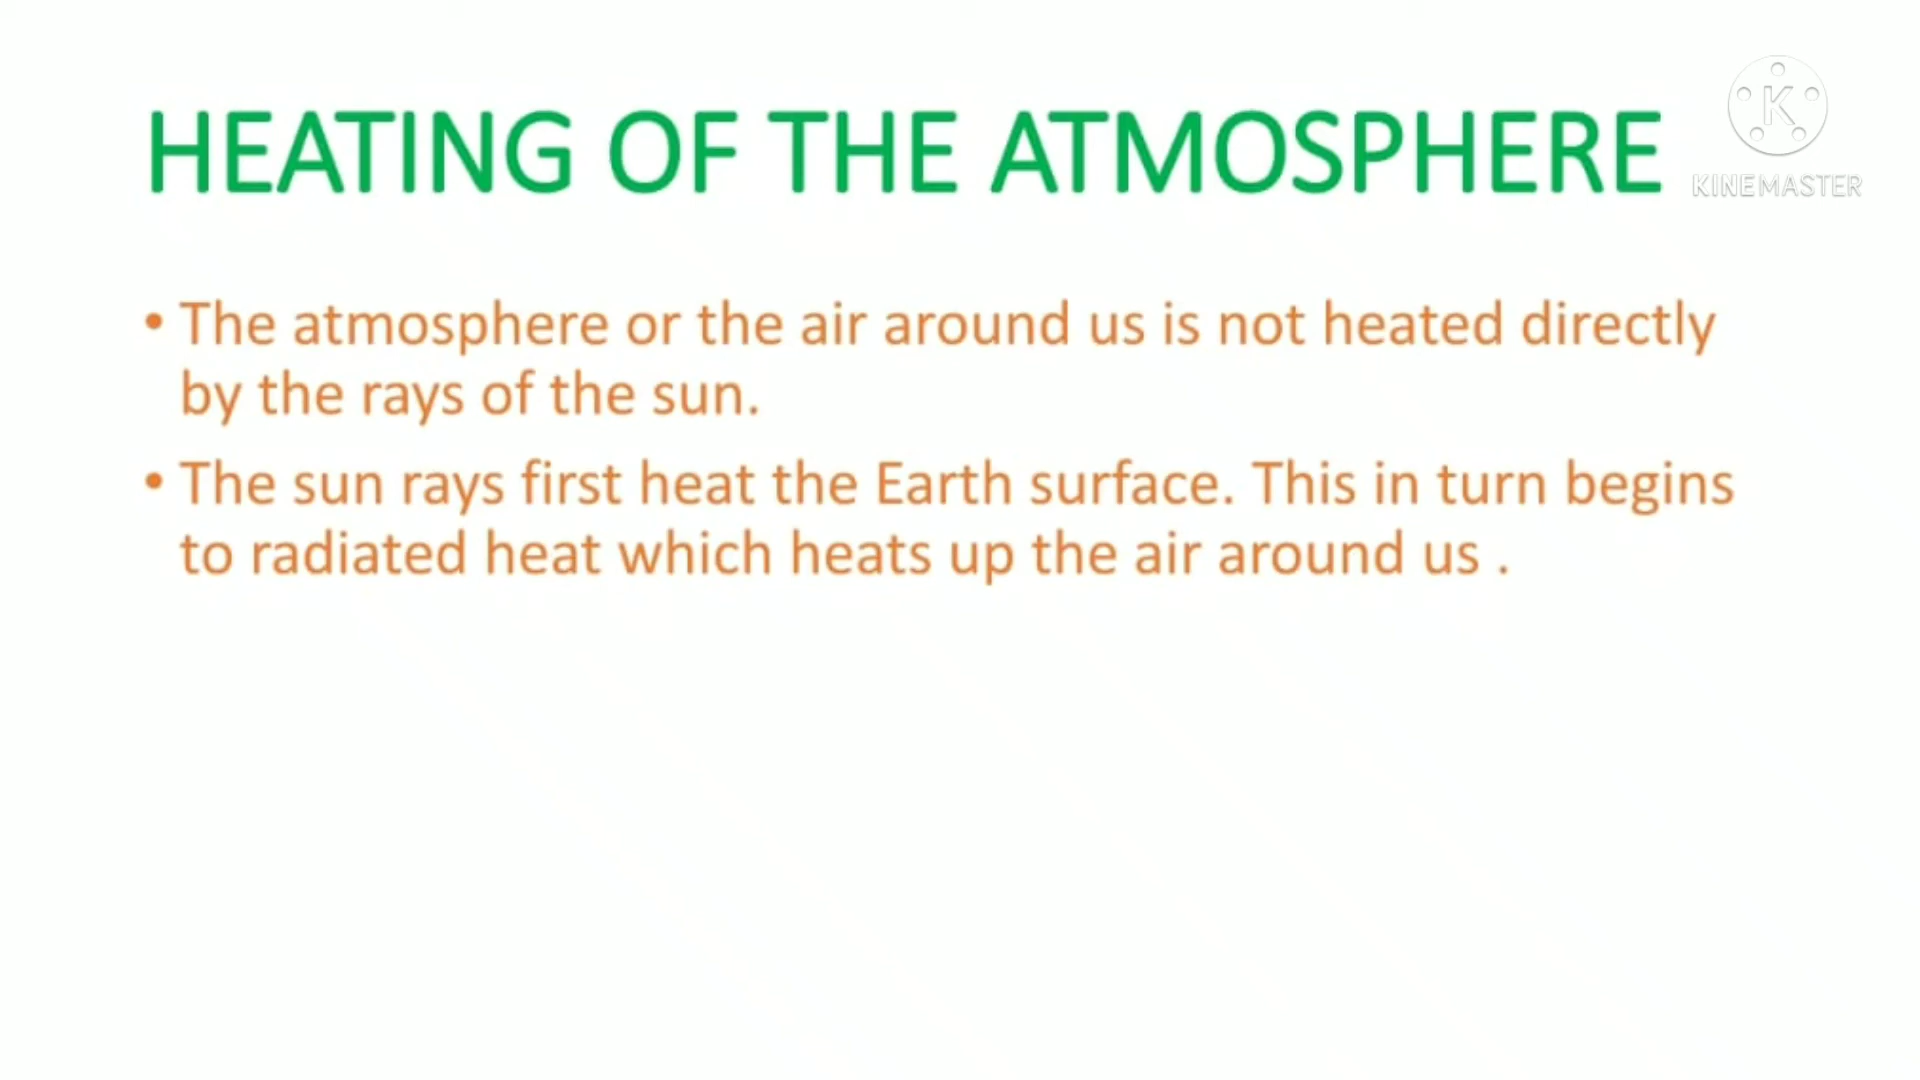 HEATING OF THE ATMOSPHERE
K
KINEMASTER
• The atmosphere or the air around us is not heated directly
by the rays of the sun.
• The sun rays first heat the Earth surface. This in turn begins
to radiated heat which heats up the air around us .